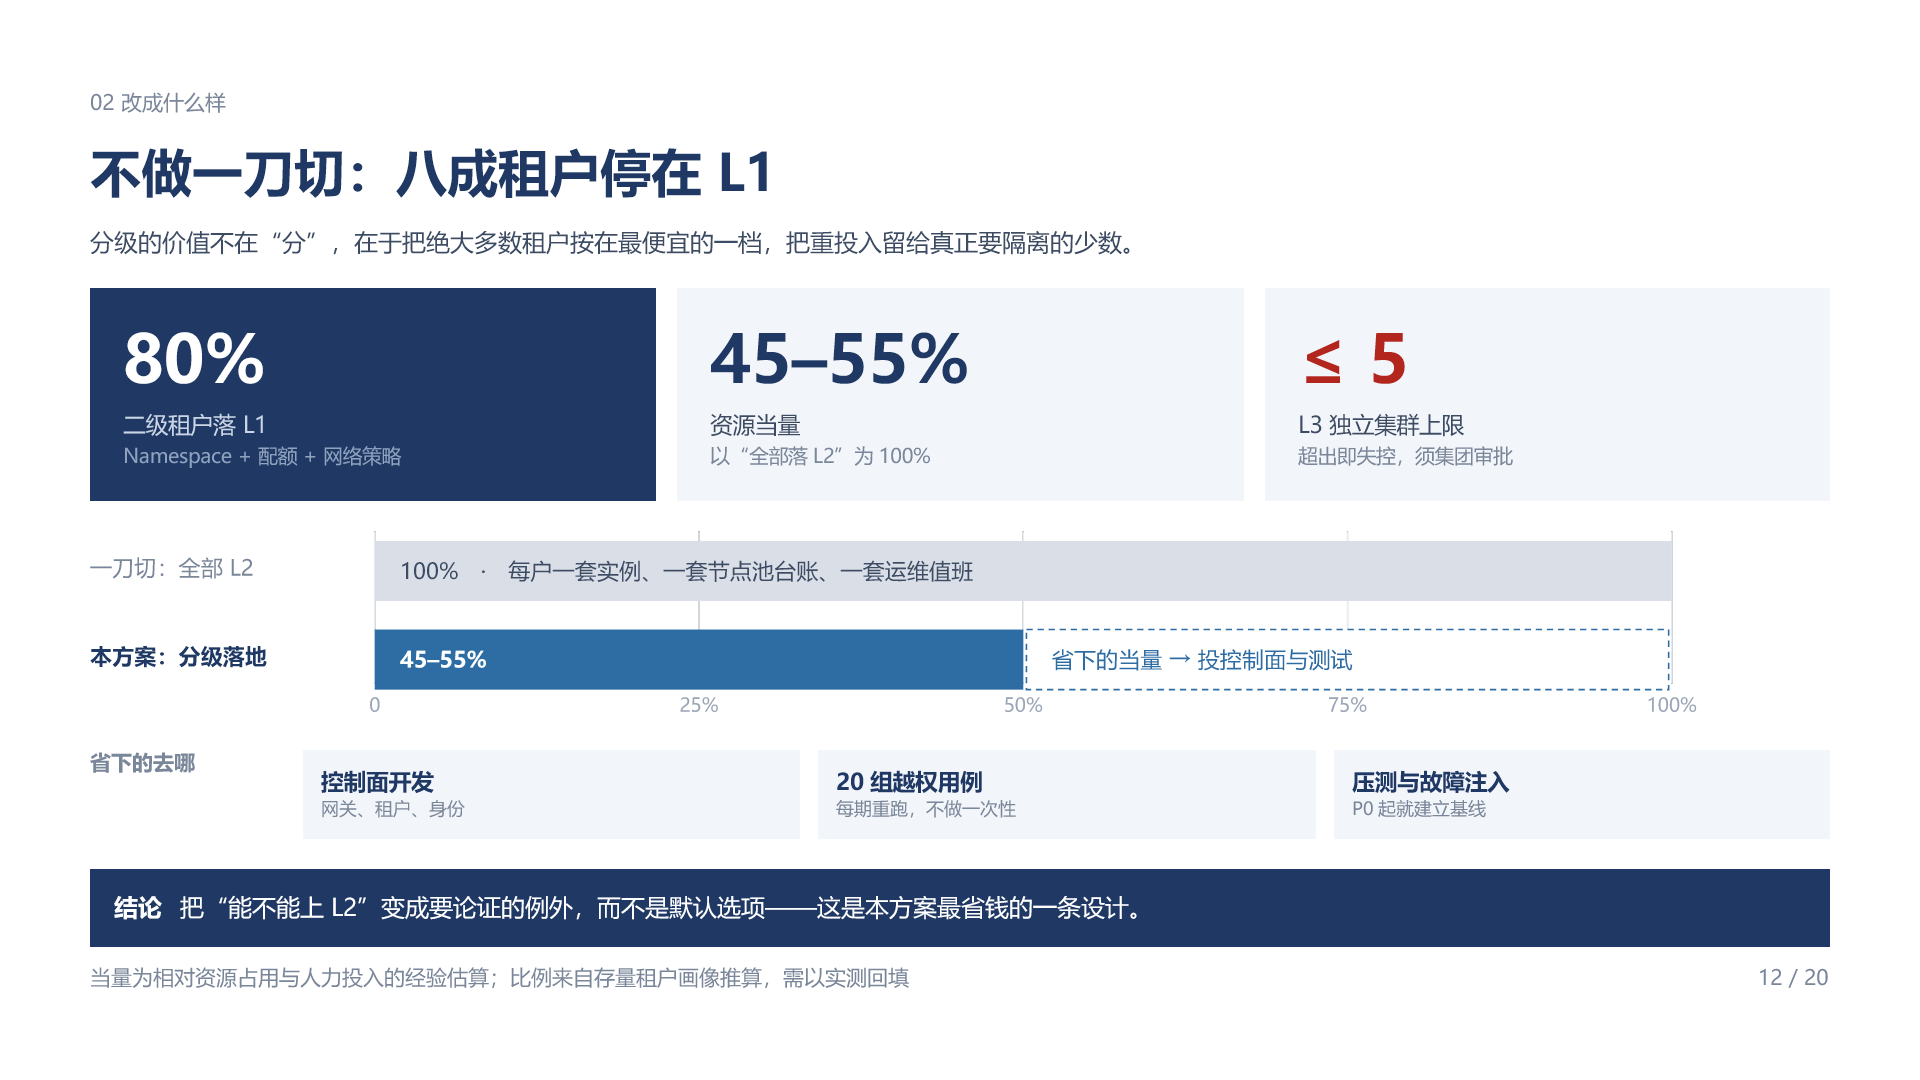 02 改成什么样
不做一刀切：八成租户停在 L1
分级的价值不在“分”，在于把绝大多数租户按在最便宜的一档，把重投入留给真正要隔离的少数。
80%
二级租户落 L1
Namespace + 配额 + 网络策略
45–55%
资源当量
以“全部落 L2”为 100%
≤ 5
L3 独立集群上限
超出即失控，须集团审批
一刀切：全部 L2
100% · 每户一套实例、一套节点池台账、一套运维值班
本方案：分级落地
45–55%
省下的当量 → 投控制面与测试
0 25% 50% 75% 100%
省下的去哪
控制面开发
网关、租户、身份
20 组越权用例
每期重跑，不做一次性
压测与故障注入
P0 起就建立基线
结论 把“能不能上 L2”变成要论证的例外，而不是默认选项——这是本方案最省钱的一条设计。
当量为相对资源占用与人力投入的经验估算；比例来自存量租户画像推算，需以实测回填
12 / 20